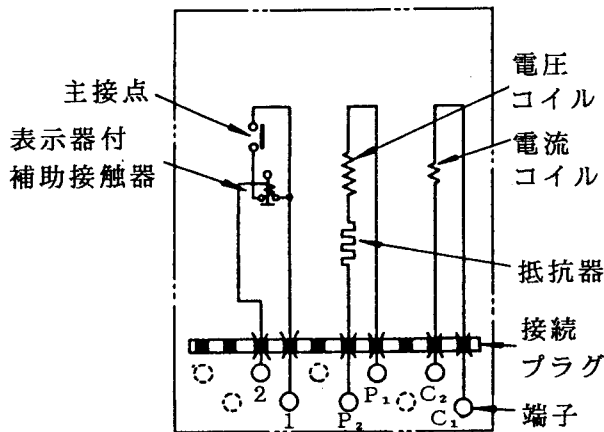 主接点
表示器付
補助接触器
電圧
コイル
電流
コイル
抵抗器
接続
プラグ
端子
2
1
P₂
P₁
C₂
C₁